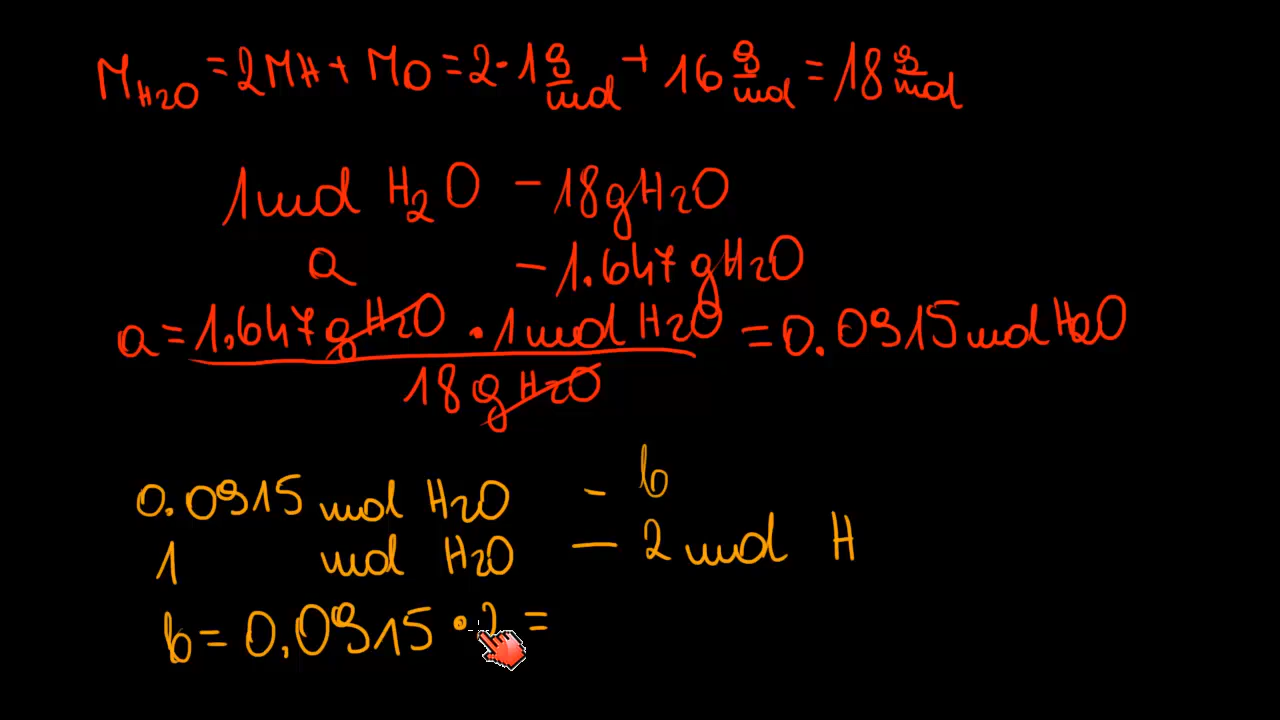 M H2O = 2MH + MO = 2 · 1 g/mol + 16 g/mol = 18 g/mol
1 mol H2O - 18g H2O
a - 1.647 g H2O
a = 1.647 g H2O · 1 mol H2O / 18 g H2O = 0.0915 mol H2O
0.0915 mol H2O - b
1 mol H2O - 2 mol H
b = 0.0915 · 2 =